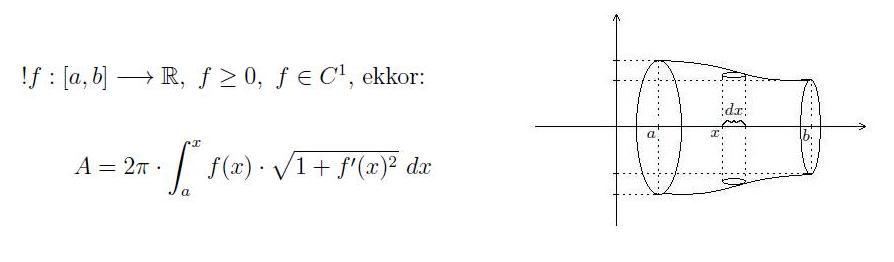 !f : [a, b] ⟶ ℝ, f ≥ 0, f ∈ C¹, ekkor:
A = 2π · ∫ₐˣ f(x) · √(1 + f′(x)²) dx
dx
a
x
b